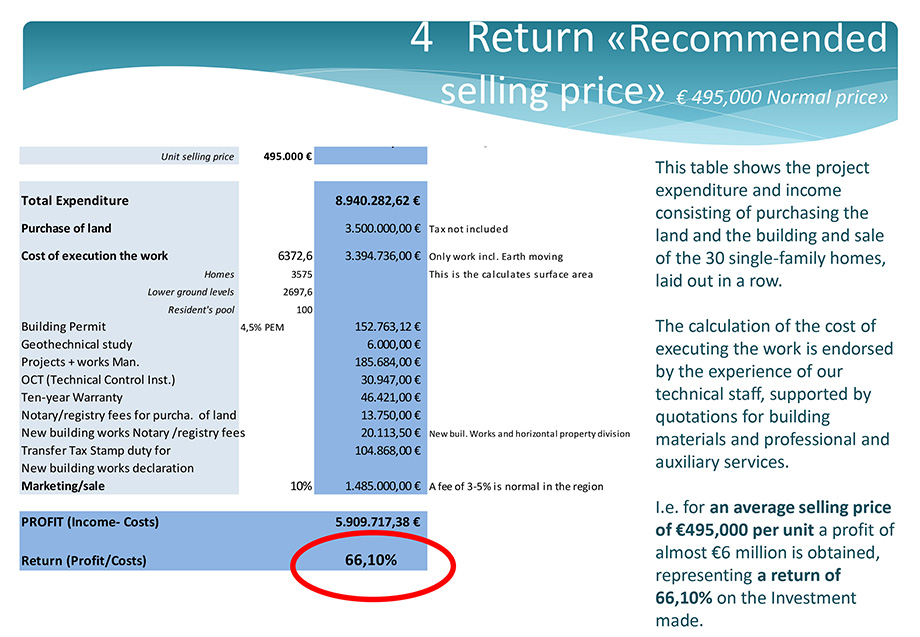 4 Return «Recommended
selling price» € 495,000 Normal price»
Unit selling price 495.000 €
Total Expenditure 8.940.282,62 €
Purchase of land 3.500.000,00 € Tax not included
Cost of execution the work 6372,6 3.394.736,00 € Only work incl. Earth moving
Homes 3575 This is the calculates surface area
Lower ground levels 2697,6
Resident's pool 100
Building Permit 4,5% PEM 152.763,12 €
Geothechnical study 6.000,00 €
Projects + works Man. 185.684,00 €
OCT (Technical Control Inst.) 30.947,00 €
Ten-year Warranty 46.421,00 €
Notary/registry fees for purcha. of land 13.750,00 €
New building works Notary /registry fees 20.113,50 € New buil. Works and horizontal property division
Transfer Tax Stamp duty for 104.868,00 €
New building works declaration
Marketing/sale 10% 1.485.000,00 € A fee of 3-5% is normal in the region
PROFIT (Income- Costs) 5.909.717,38 €
Return (Profit/Costs) 66,10%
This table shows the project
expenditure and income
consisting of purchasing the
land and the building and sale
of the 30 single-family homes,
laid out in a row.
The calculation of the cost of
executing the work is endorsed
by the experience of our
technical staff, supported by
quotations for building
materials and professional and
auxiliary services.
I.e. for an average selling price
of €495,000 per unit a profit of
almost €6 million is obtained,
representing a return of
66,10% on the Investment
made.